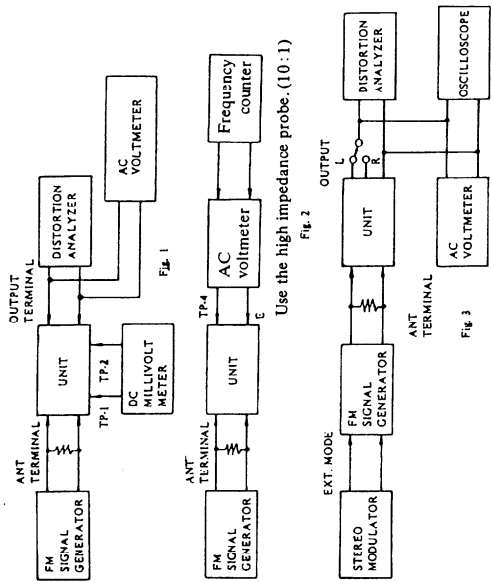 FM
SIGNAL
GENERATOR
ANT
TERMINAL
UNIT
OUTPUT
TERMINAL
DISTORTION
ANALYZER
AC
VOLTMETER
TP-1
TP-2
DC
MILLIVOLT
METER
Fig. 1
FM
SIGNAL
GENERATOR
ANT
TERMINAL
UNIT
TP-4
E
AC
voltmeter
Frequency
counter
Use the high impedance probe. (10:1)
Fig. 2
STEREO
MODULATOR
EXT. MODE
FM
SIGNAL
GENERATOR
ANT
TERMINAL
UNIT
OUTPUT
L
R
DISTORTION
ANALYZER
AC
VOLTMETER
OSCILLOSCOPE
Fig. 3